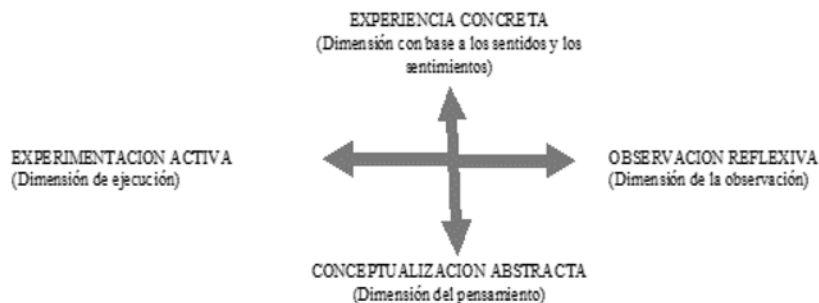 EXPERIENCIA CONCRETA
(Dimensión con base a los sentidos y los
sentimientos)
EXPERIMENTACION ACTIVA
(Dimensión de ejecución)
OBSERVACION REFLEXIVA
(Dimensión de la observación)
CONCEPTUALIZACION ABSTRACTA
(Dimensión del pensamiento)